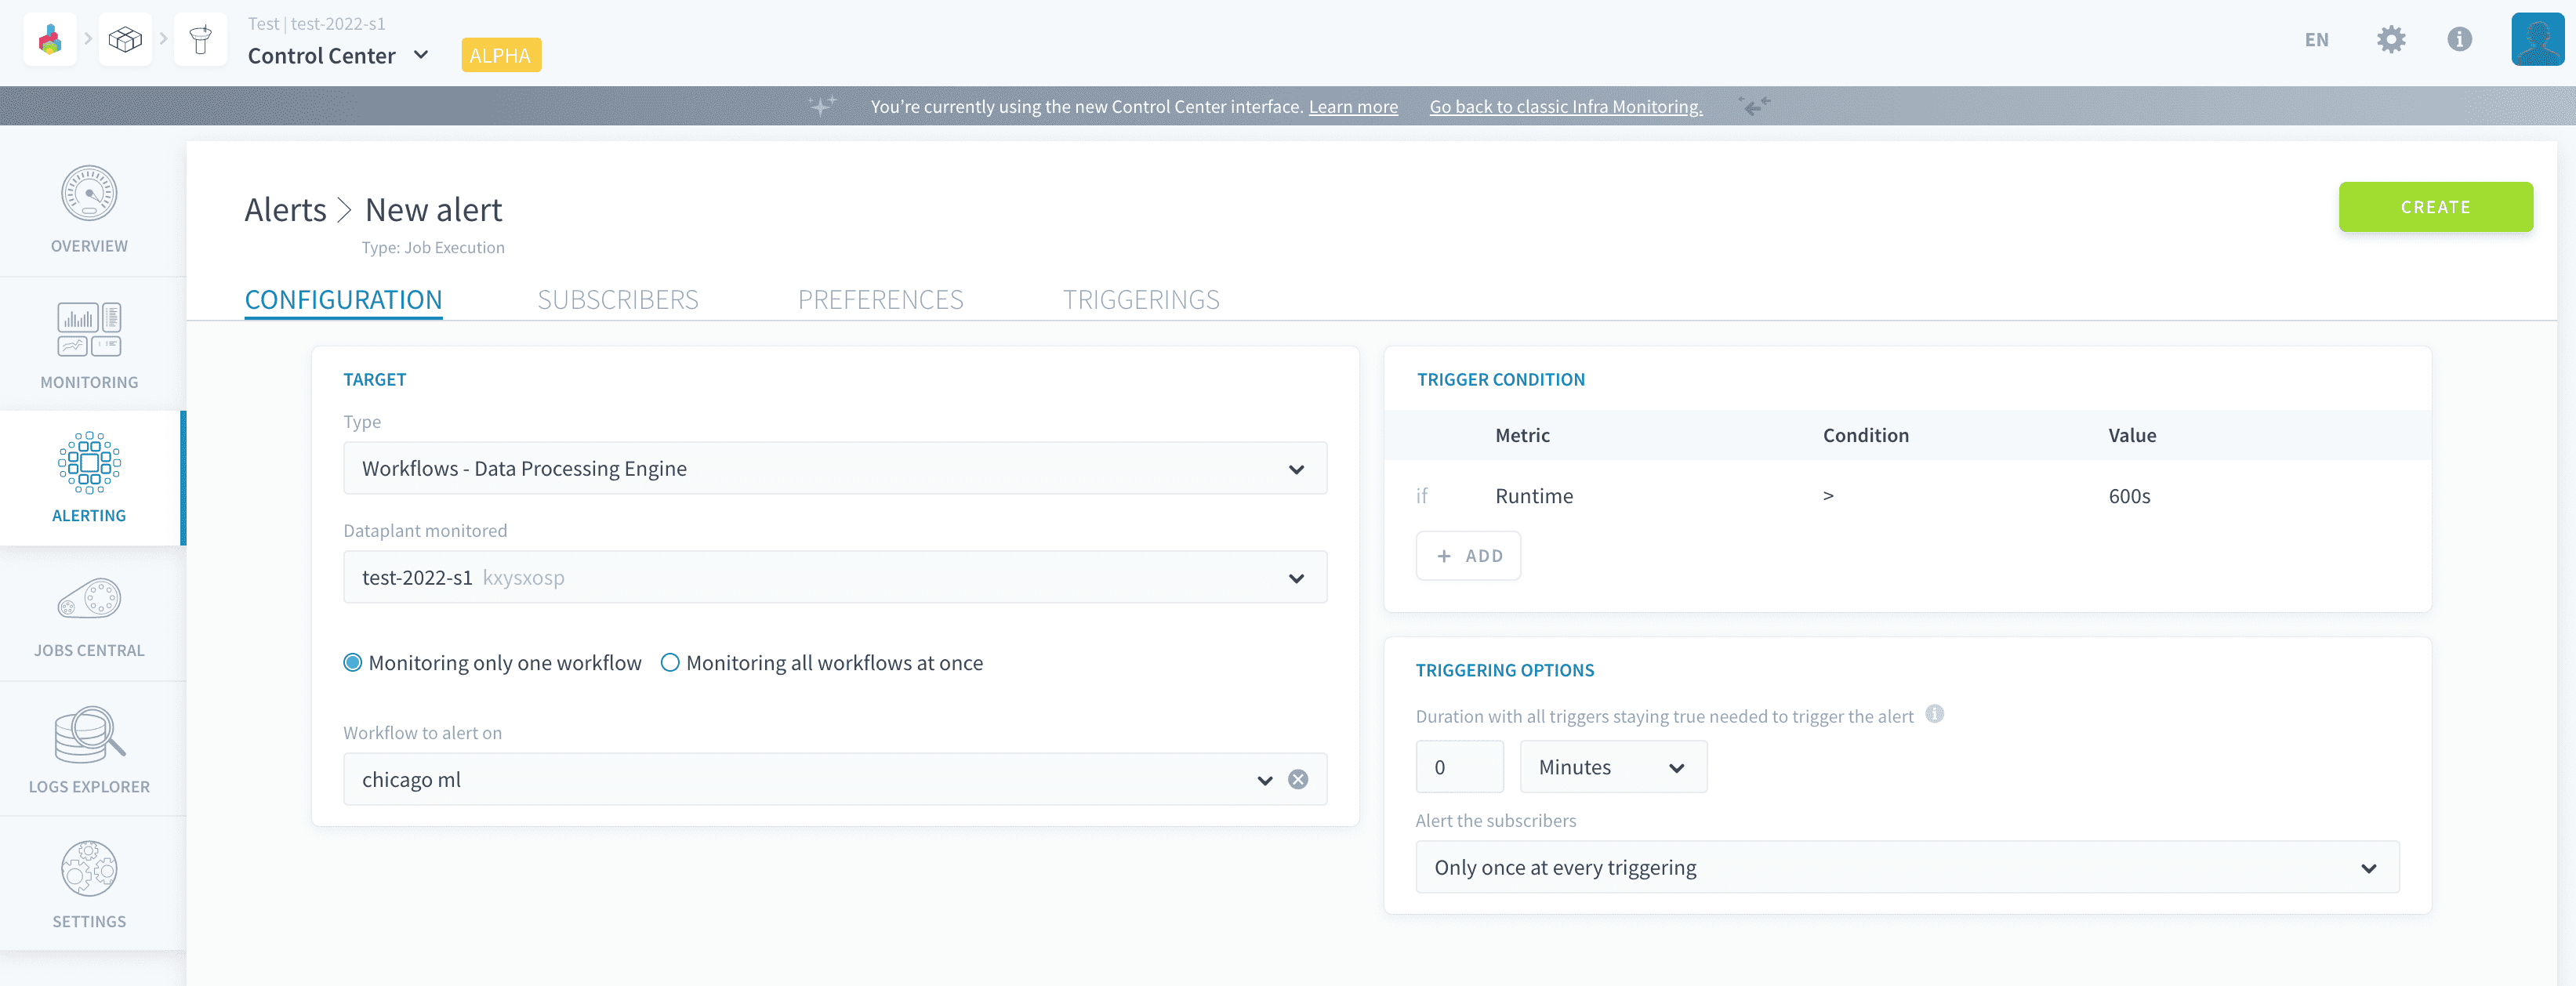 Test | test-2022-s1
Control Center
ALPHA
EN
You're currently using the new Control Center interface. Learn more Go back to classic Infra Monitoring.
OVERVIEW
MONITORING
ALERTING
JOBS CENTRAL
LOGS EXPLORER
SETTINGS
Alerts > New alert
Type: Job Execution
CREATE
CONFIGURATION SUBSCRIBERS PREFERENCES TRIGGERINGS
TARGET
Type
Workflows - Data Processing Engine
Dataplant monitored
test-2022-s1 kxysxosp
Monitoring only one workflow Monitoring all workflows at once
Workflow to alert on
chicago ml
TRIGGER CONDITION
Metric Condition Value
if Runtime > 600s
+ ADD
TRIGGERING OPTIONS
Duration with all triggers staying true needed to trigger the alert
0 Minutes
Alert the subscribers
Only once at every triggering